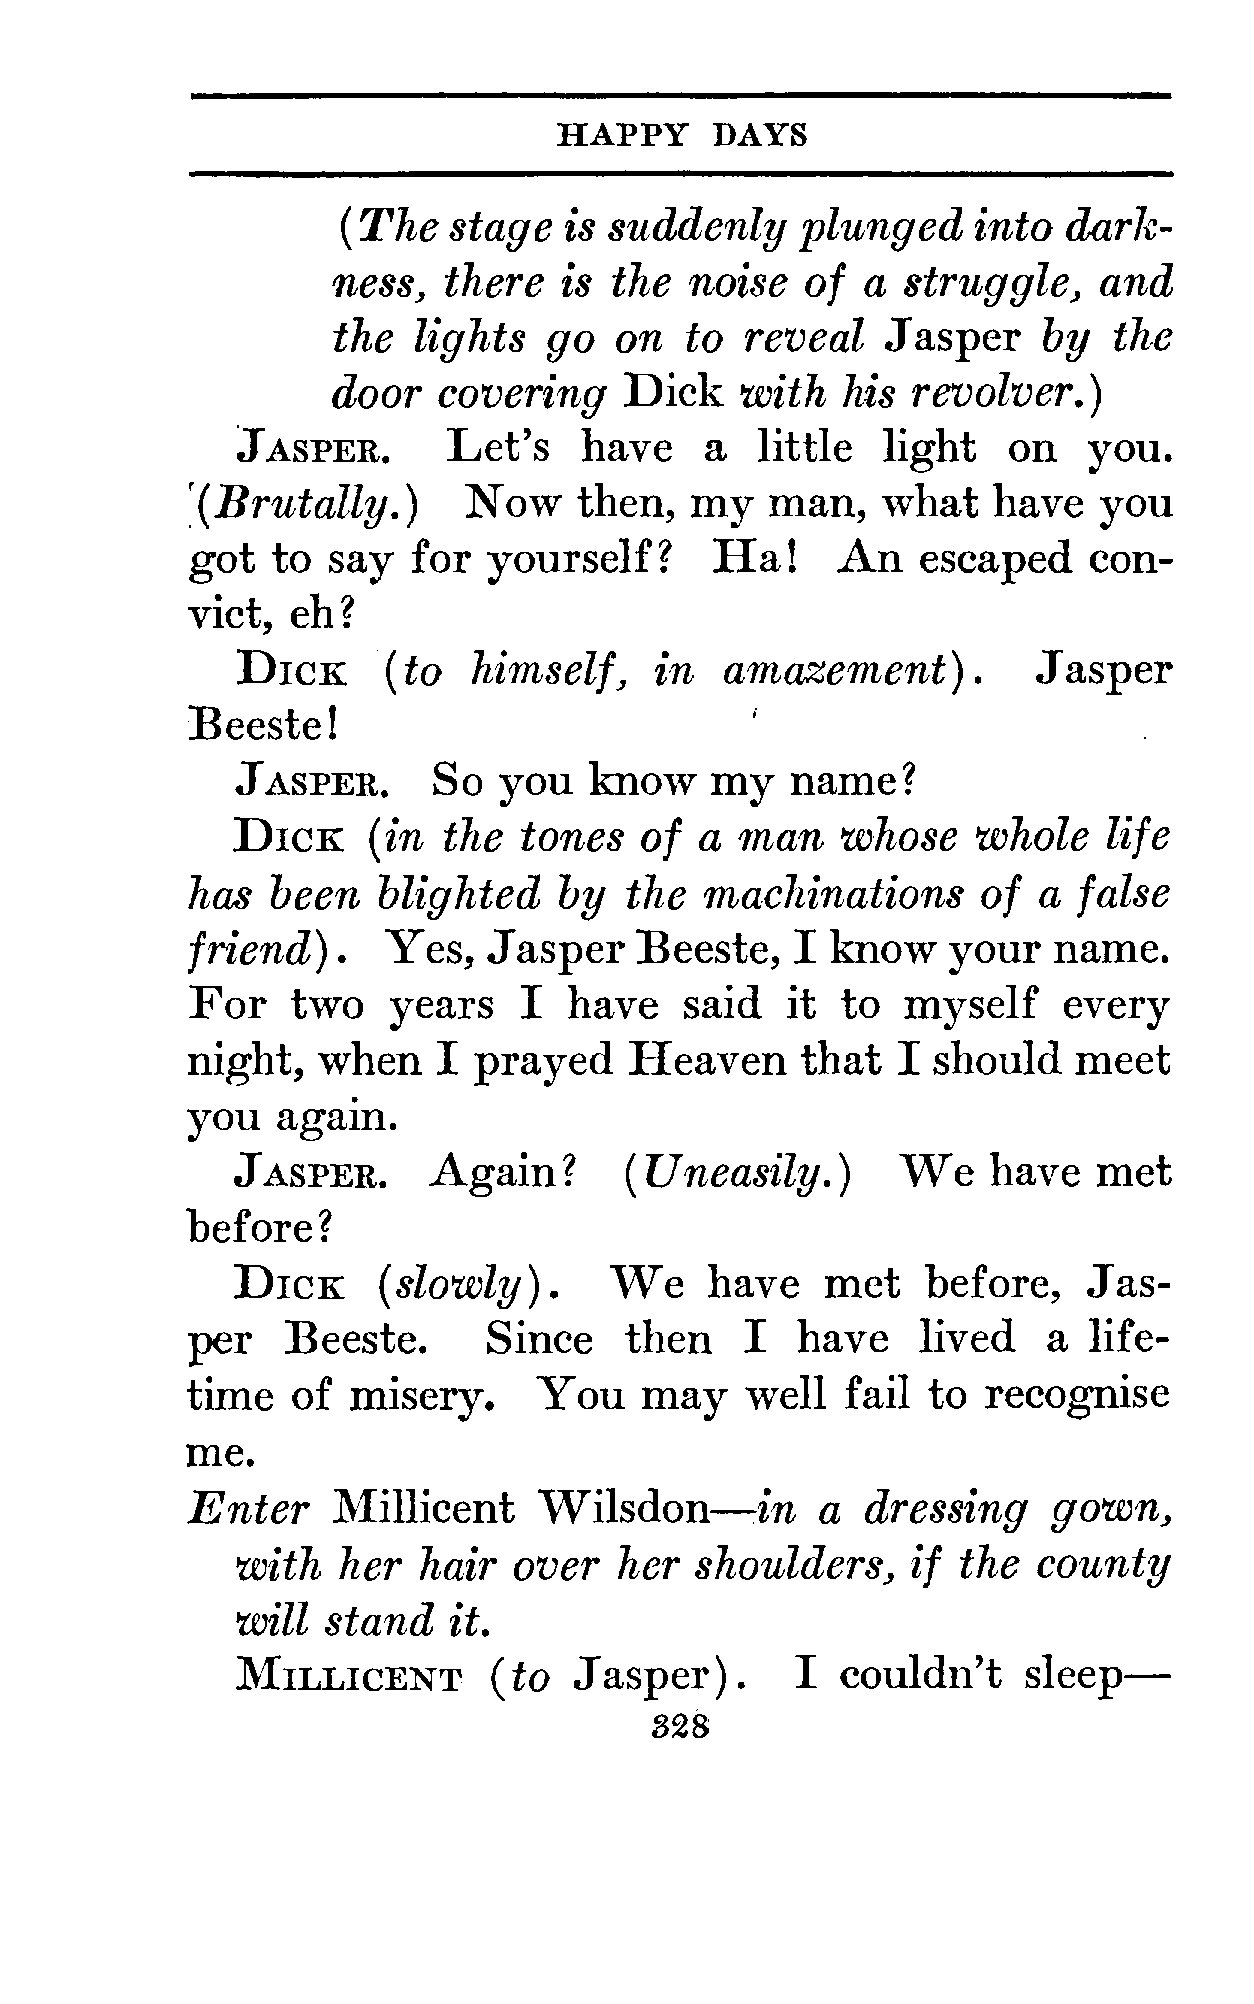 HAPPY DAYS
(The stage is suddenly plunged into dark-
ness, there is the noise of a struggle, and
the lights go on to reveal Jasper by the
door covering Dick with his revolver.)
JASPER. Let's have a little light on you.
(Brutally.) Now then, my man, what have you
got to say for yourself? Ha! An escaped con-
vict, eh?
DICK (to himself, in amazement). Jasper
Beeste!
JASPER. So you know my name?
DICK (in the tones of a man whose whole life
has been blighted by the machinations of a false
friend). Yes, Jasper Beeste, I know your name.
For two years I have said it to myself every
night, when I prayed Heaven that I should meet
you again.
JASPER. Again? (Uneasily.) We have met
before?
DICK (slowly). We have met before, Jas-
per Beeste. Since then I have lived a life-
time of misery. You may well fail to recognise
me.
Enter Millicent Wilsdon—in a dressing gown,
with her hair over her shoulders, if the county
will stand it.
MILLICENT (to Jasper). I couldn't sleep—
328